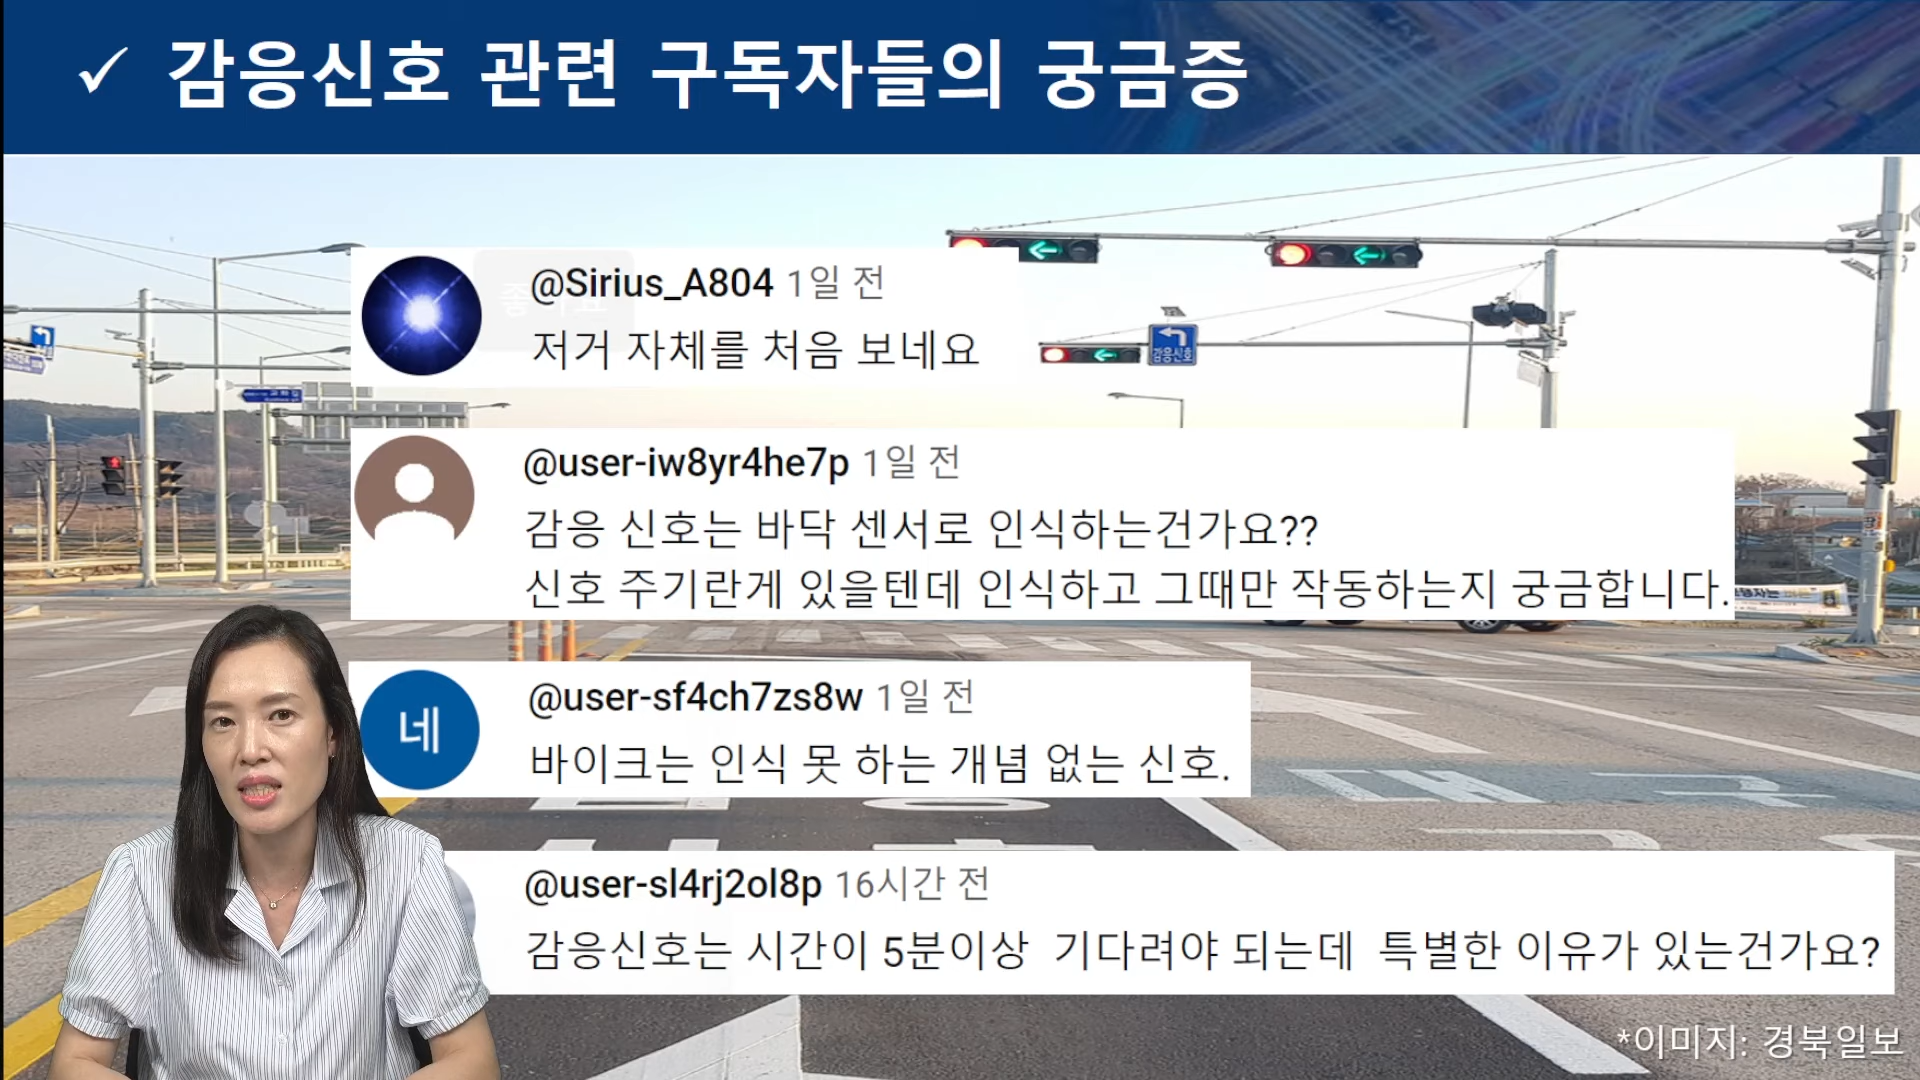 ✓ 감응신호 관련 구독자들의 궁금증
@Sirius_A804 1일 전
저거 자체를 처음 보네요
감응신호
@user-iw8yr4he7p 1일 전
감응 신호는 바닥 센서로 인식하는건가요??
신호 주기란게 있을텐데 인식하고 그때만 작동하는지 궁금합니다.
네
@user-sf4ch7zs8w 1일 전
바이크는 인식 못 하는 개념 없는 신호.
@user-sl4rj2ol8p 16시간 전
감응신호는 시간이 5분이상 기다려야 되는데 특별한 이유가 있는건가요?
*이미지: 경북일보